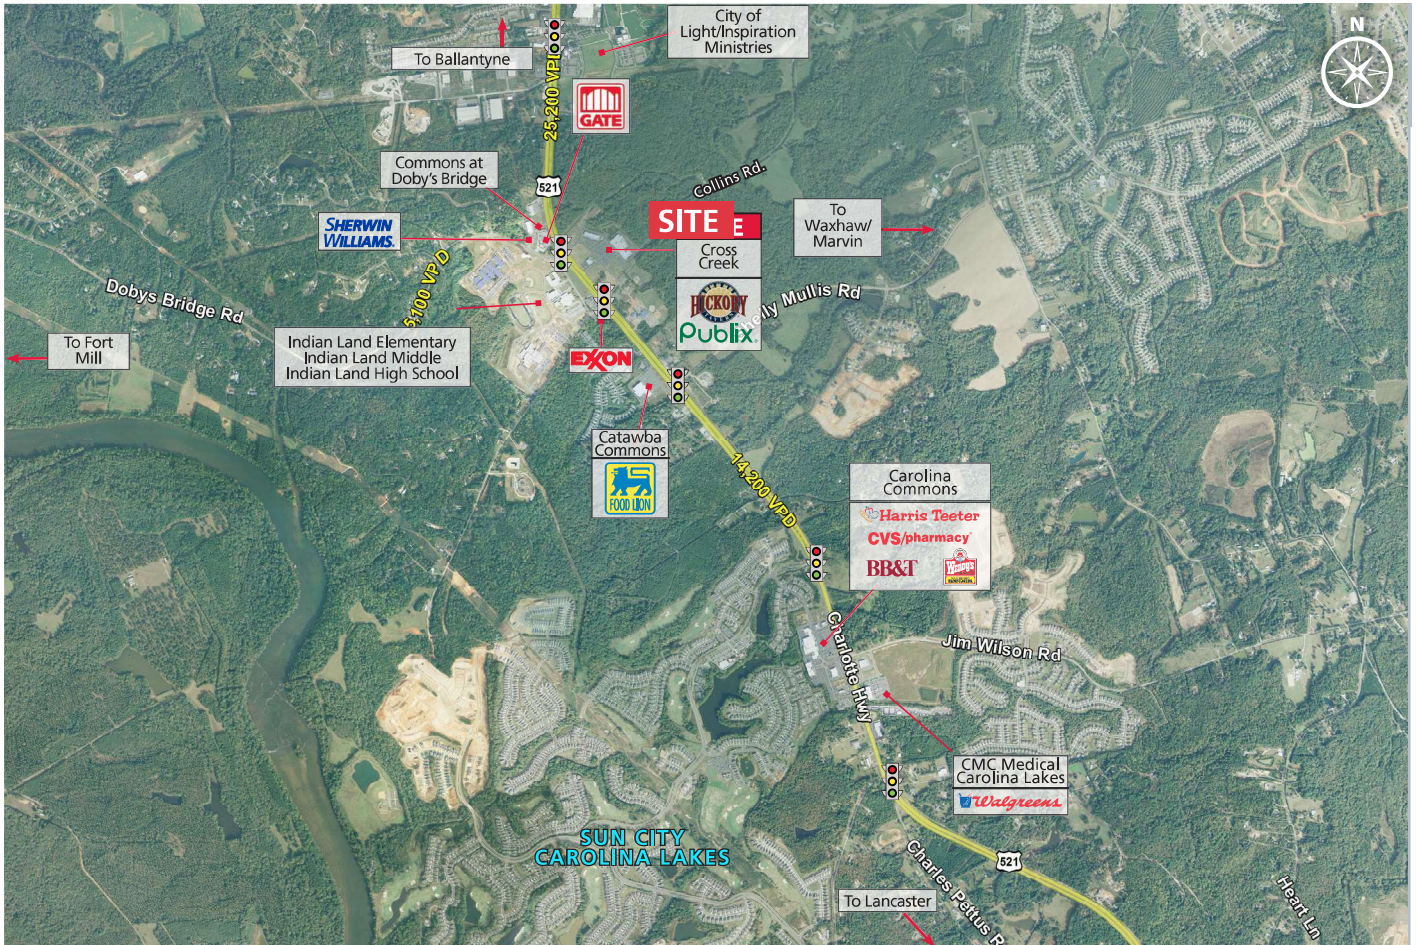 City of
Light/Inspiration
Ministries
N
To Ballantyne
25,200 VPD
GATE
Commons at
Doby's Bridge
521
Collins Rd.
SITE
E
To
Waxhaw/
Marvin
SHERWIN
WILLIAMS.
Cross
Creek
HICKORY
TAVERN
Publix
elly Mullis Rd
5,100 VPD
Dobys Bridge Rd
To Fort
Mill
Indian Land Elementary
Indian Land Middle
Indian Land High School
EXXON
Catawba
Commons
FOOD LION
14,200 VPD
Carolina
Commons
Harris Teeter
CVS/pharmacy
BB&T
Wendy's
Charlotte Hwy
Jim Wilson Rd
CMC Medical
Carolina Lakes
Walgreens
SUN CITY
CAROLINA LAKES
521
Charles Pettus R
To Lancaster
Heart Ln